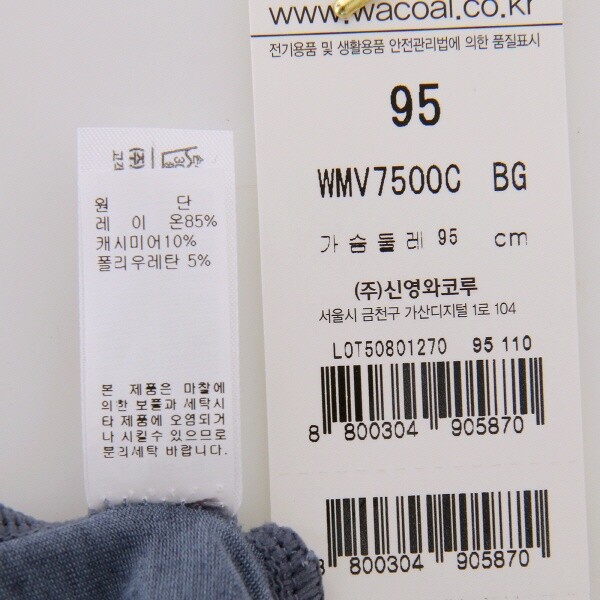 원 단
레 이 온85%
캐시미어10%
폴리우레탄 5%
본 제품은 마찰에
의한 보풀과 세탁시
타 제품에 오염되거
나 시킬수 있으므로
문의세탁 바랍니다.
www.wacoal.co.kr
전기용품 및 생활용품 안전관리법에 의한 품질표시
95
WMV7500C BG
가 슴 둘 레 95 cm
(주)신영와코루
서울시 금천구 가산디지털 1로 104
LOT50801270 95 110
8 800304 905870
8 800304 905870